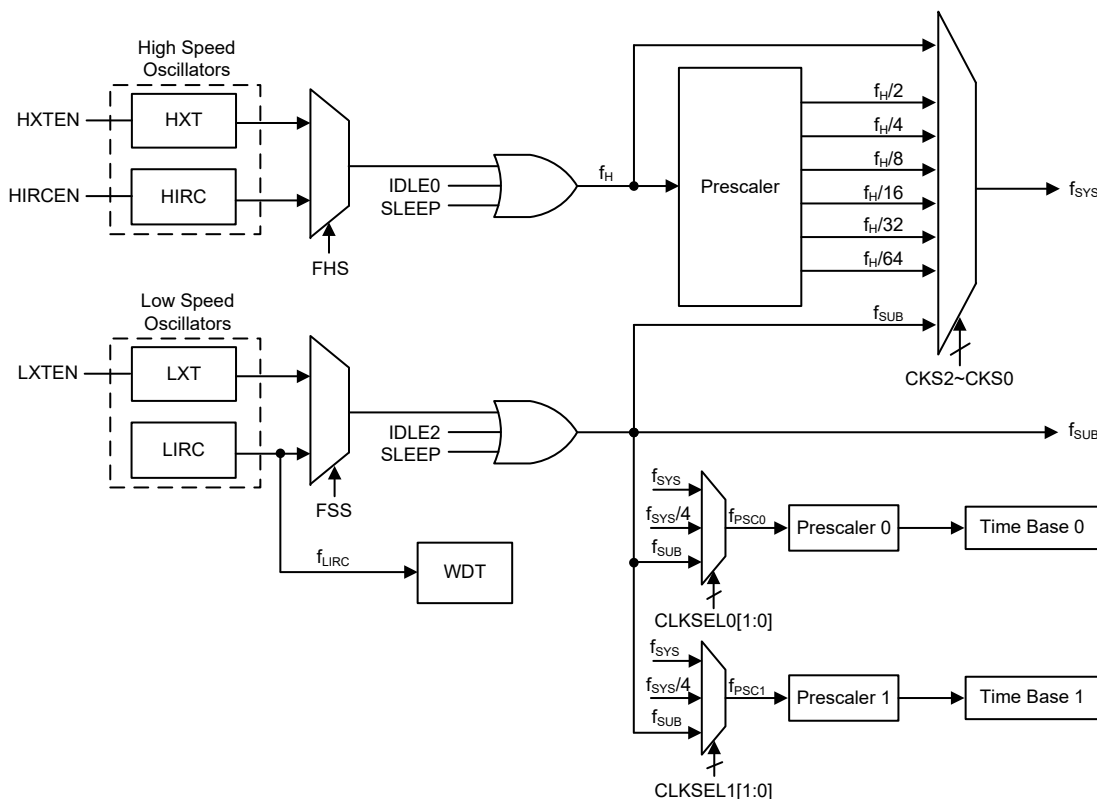 High Speed
Oscillators
HXTEN
HXT
HIRCEN
HIRC
FHS
IDLE0
SLEEP
fH
Prescaler
fH/2
fH/4
fH/8
fH/16
fH/32
fH/64
fSUB
CKS2~CKS0
fSYS
Low Speed
Oscillators
LXTEN
LXT
LIRC
FSS
IDLE2
SLEEP
fSUB
fLIRC
WDT
fSYS
fSYS/4
fSUB
fPSC0
Prescaler 0
Time Base 0
CLKSEL0[1:0]
fSYS
fSYS/4
fSUB
fPSC1
Prescaler 1
Time Base 1
CLKSEL1[1:0]